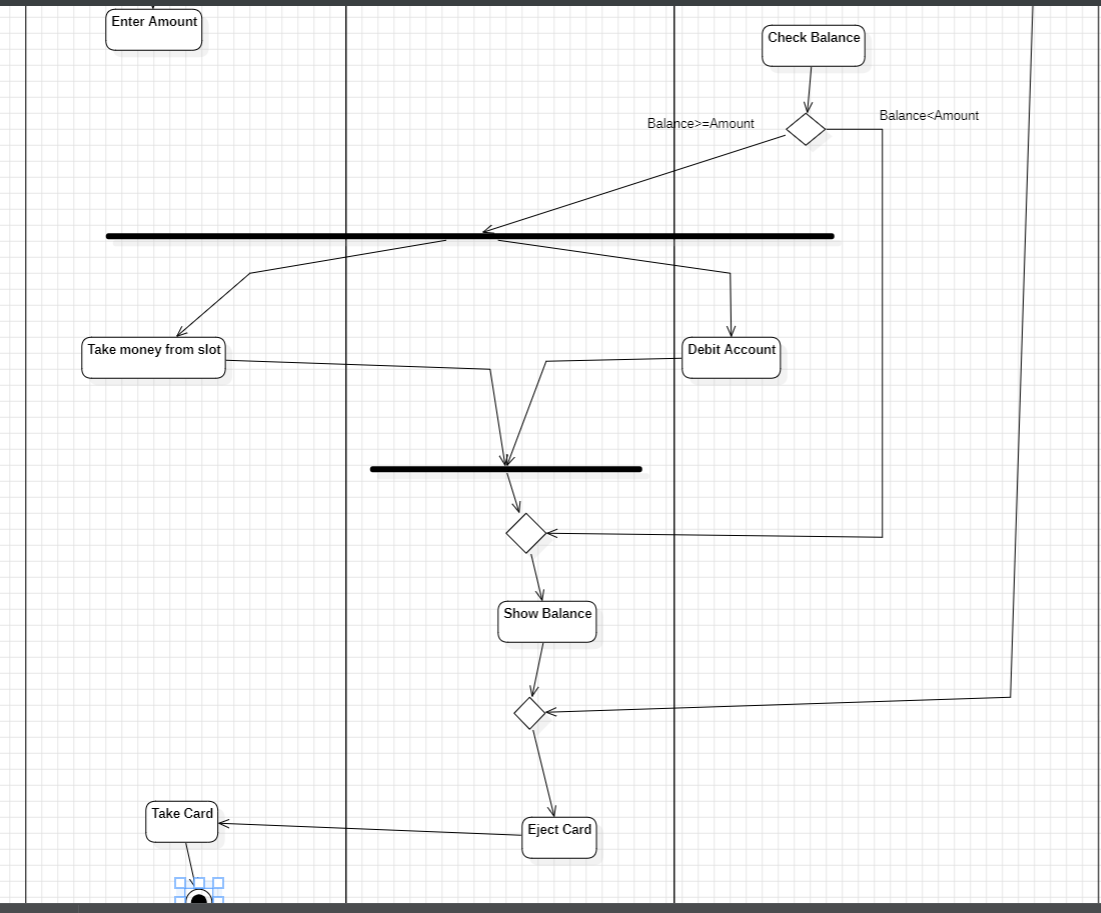 Enter Amount
Check Balance
Balance>=Amount
Balance<Amount
Take money from slot
Debit Account
Show Balance
Take Card
Eject Card